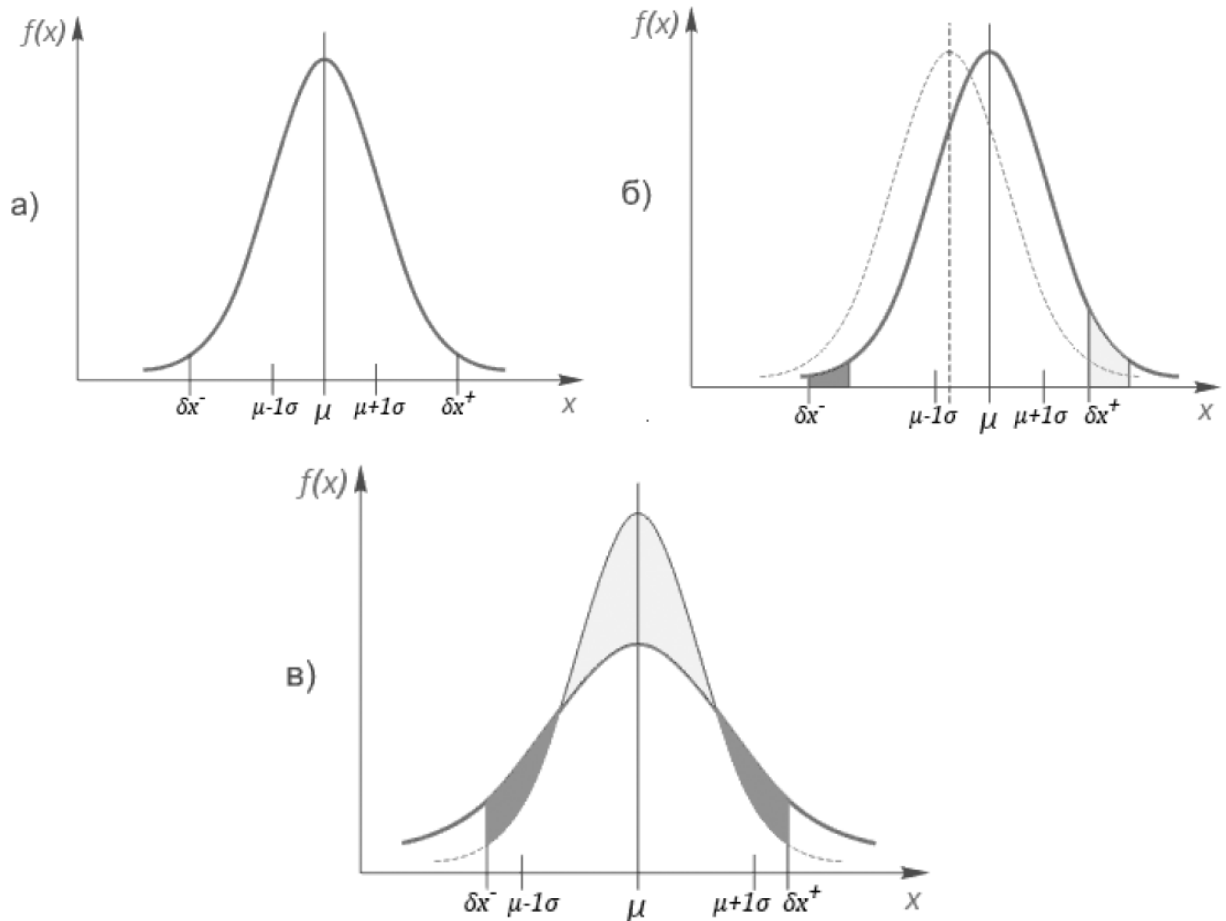 а)
f(x)
δx⁻ μ-1σ μ μ+1σ δx⁺ x
б)
f(x)
δx⁻ μ-1σ μ μ+1σ δx⁺ x
в)
f(x)
δx⁻ μ-1σ μ μ+1σ δx⁺ x